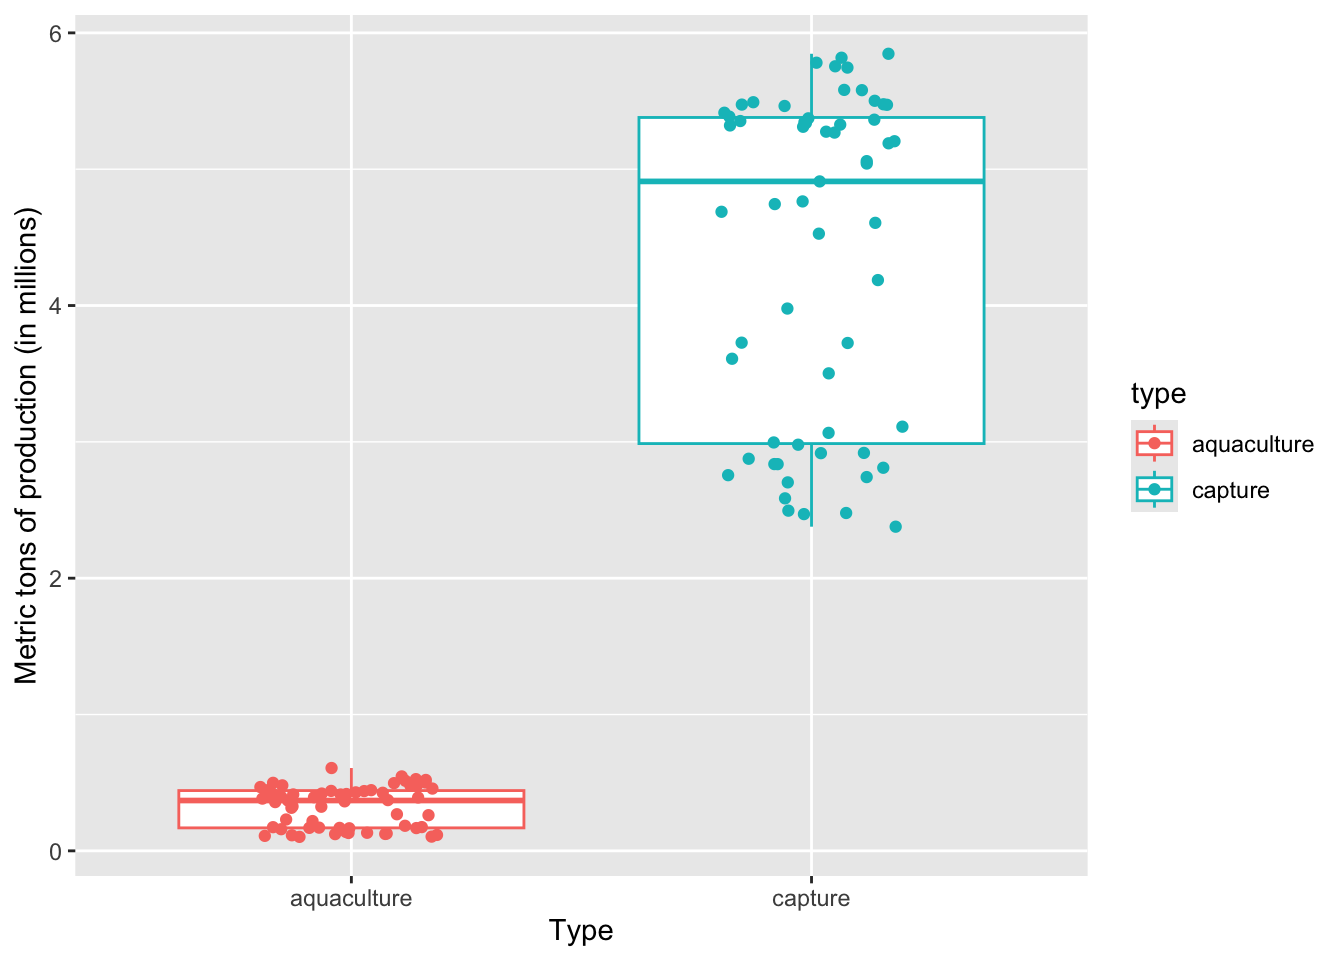 Metric tons of production (in millions)
6
4
2
0
aquaculture
capture
Type
type
aquaculture
capture